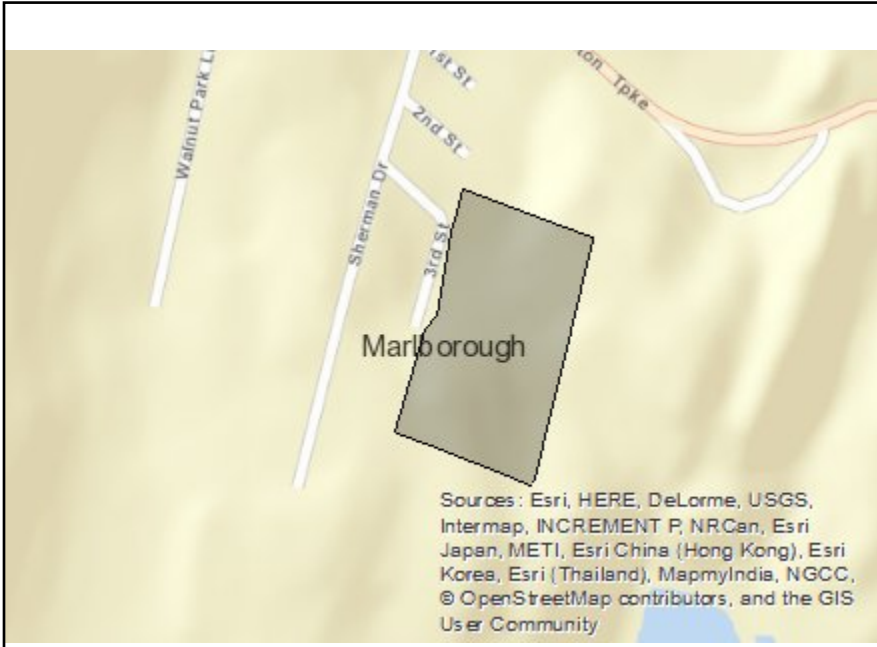 1st St
ton Tpke
Walnut Park L
2nd St
Sherman Dr
3rd St
Marlborough
Sources: Esri, HERE, DeLorme, USGS,
Intermap, INCREMENT P, NRCan, Esri
Japan, METI, Esri China (Hong Kong), Esri
Korea, Esri (Thailand), MapmyIndia, NGCC,
© OpenStreetMap contributors, and the GIS
User Community